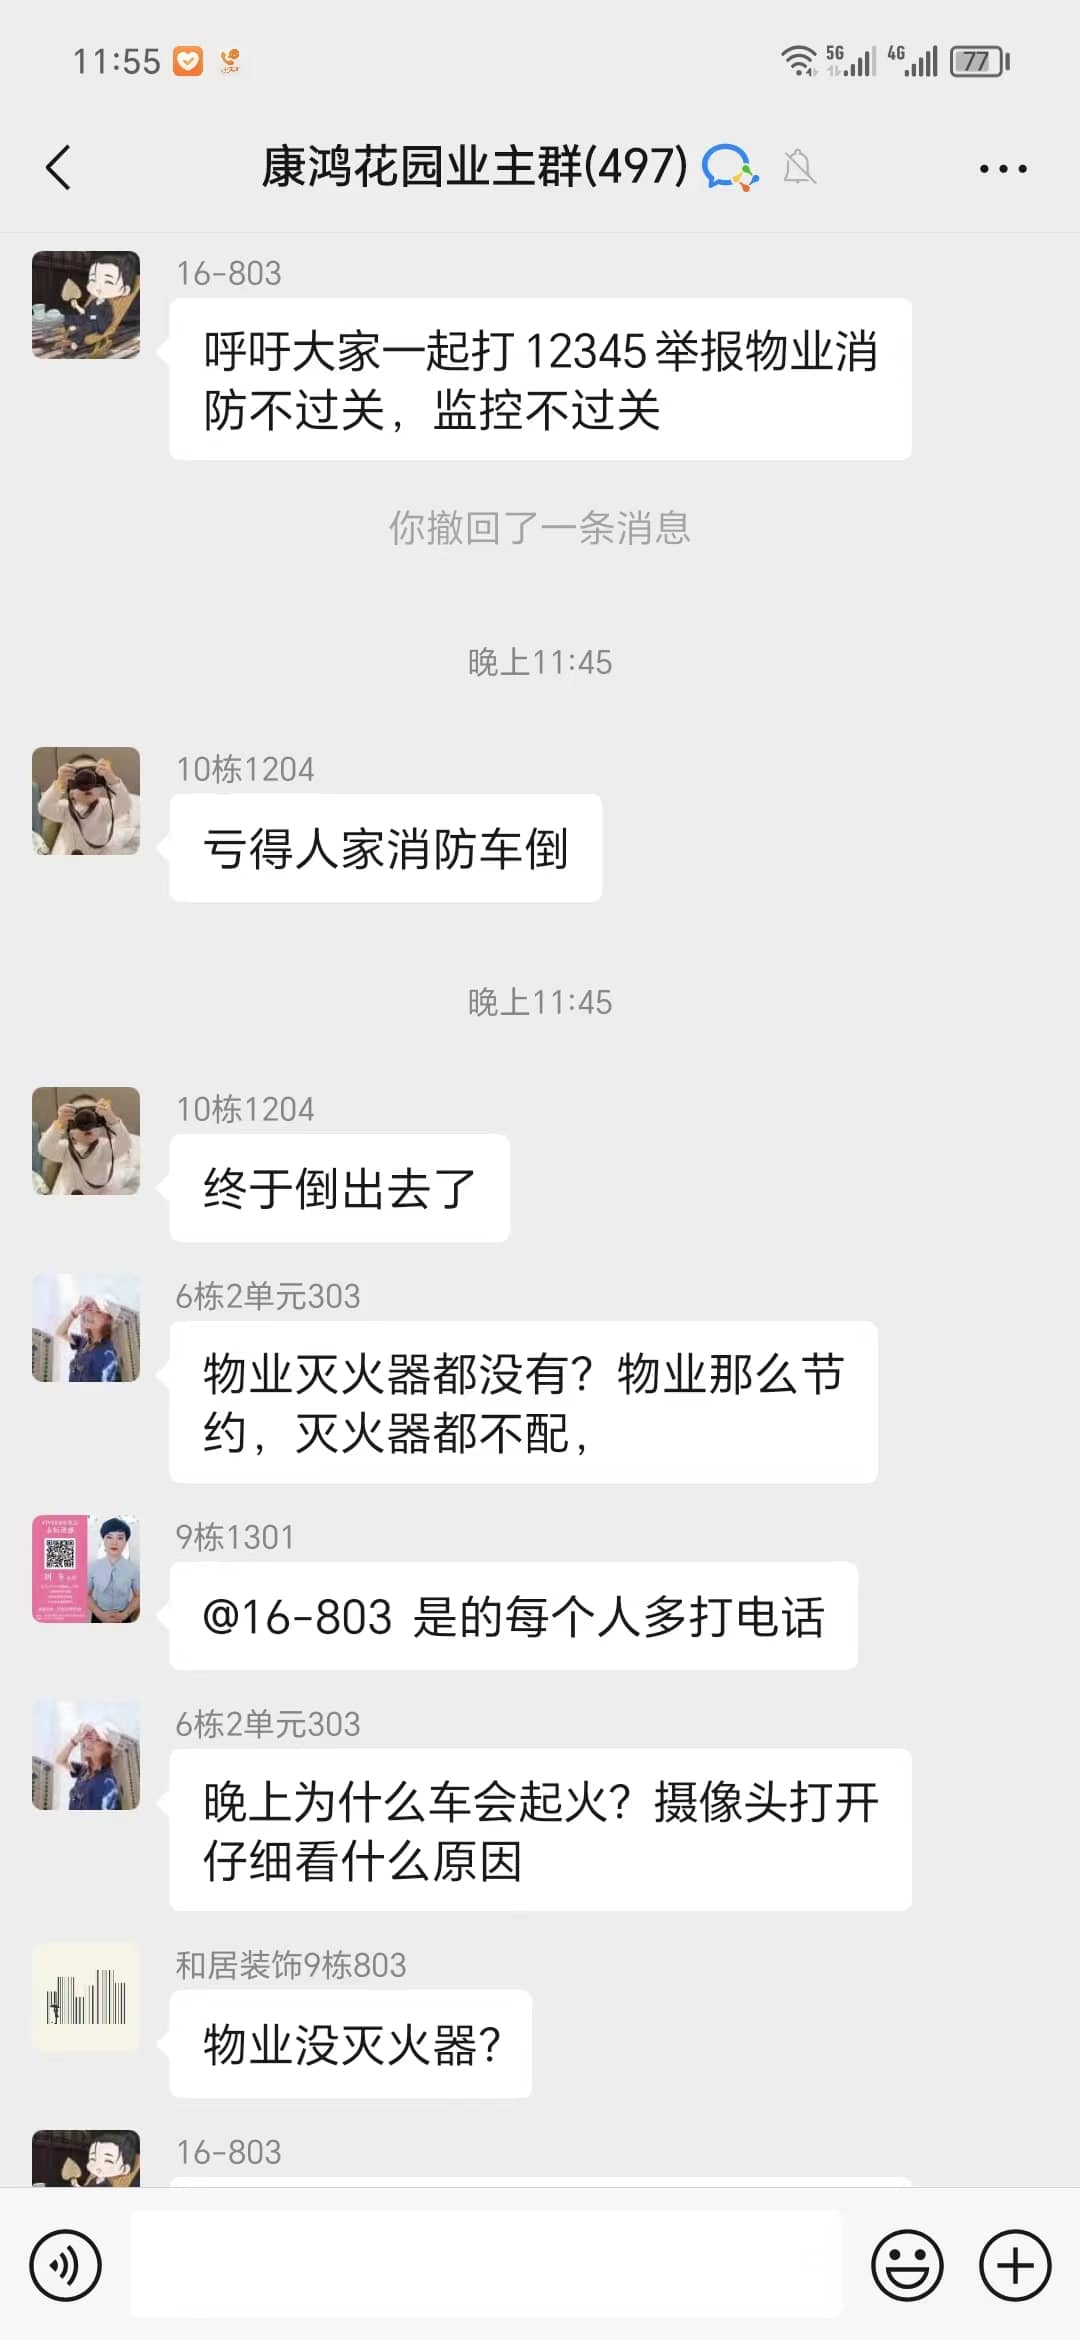 11:55
5G
4G
77
康鸿花园业主群(497)
16-803
呼吁大家一起打12345举报物业消
防不过关，监控不过关
你撤回了一条消息
晚上11:45
10栋1204
亏得人家消防车倒
晚上11:45
10栋1204
终于倒出去了
6栋2单元303
物业灭火器都没有？物业那么节
约，灭火器都不配，
9栋1301
@16-803 是的每个人多打电话
6栋2单元303
晚上为什么车会起火？摄像头打开
仔细看什么原因
和居装饰9栋803
物业没灭火器？
16-803